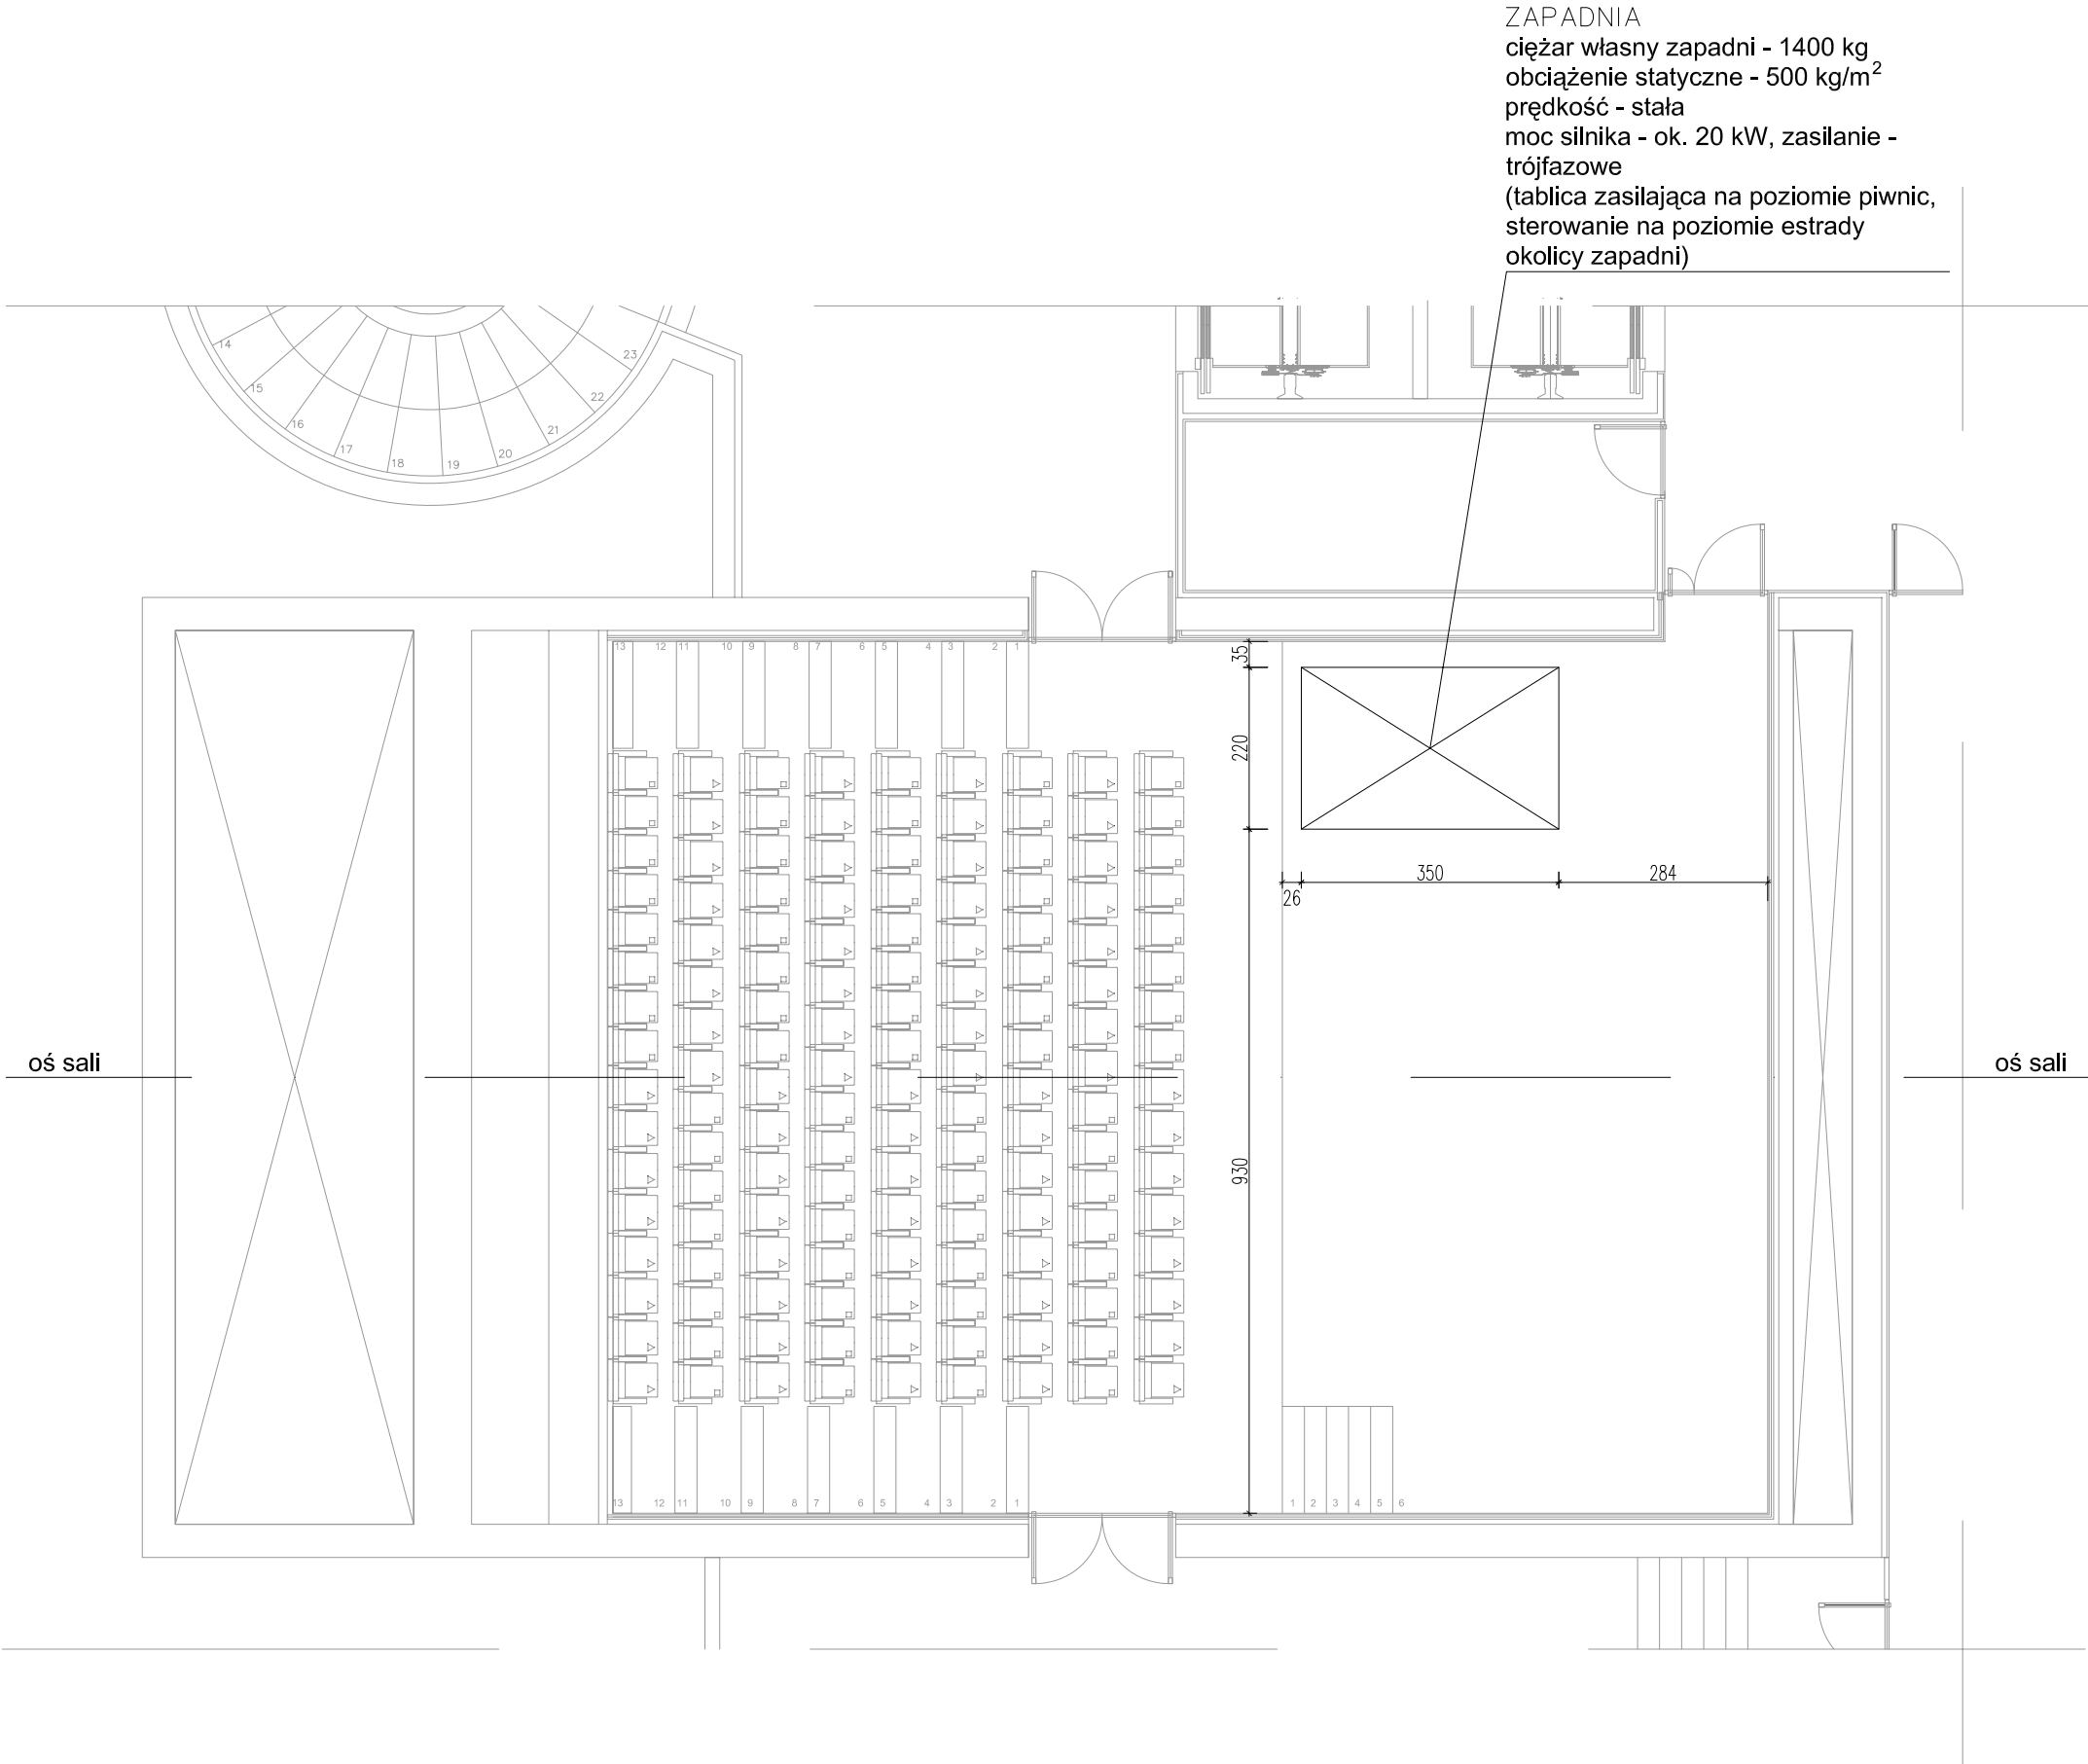 ZAPADNIA
ciężar własny zapadni - 1400 kg
obciążenie statyczne - 500 kg/m²
prędkość - stała
moc silnika - ok. 20 kW, zasilanie -
trójfazowe
(tablica zasilająca na poziomie piwnic,
sterowanie na poziomie estrady
okolicy zapadni)
14
15
16
17
18
19
20
21
22
23
13 12 11 10 9 8 7 6 5 4 3 2 1
35
220
350
284
26
oś sali
oś sali
930
13 12 11 10 9 8 7 6 5 4 3 2 1
1 2 3 4 5 6